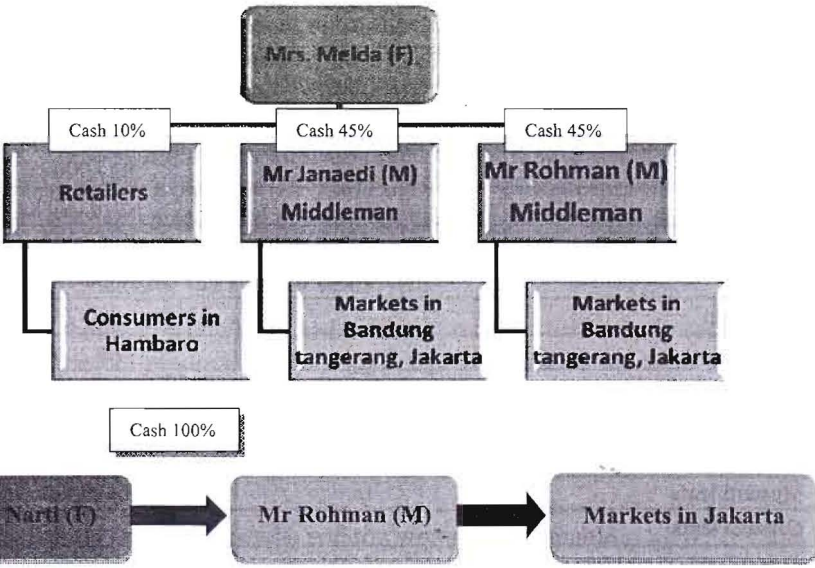 Mrs. Melda (F)
Cash 10%
Cash 45%
Cash 45%
Retailers
Mr Janaedi (M)
Middleman
Mr Rohman (M)
Middleman
Consumers in
Hambaro
Markets in
Bandung
tangerang, Jakarta
Markets in
Bandung
tangerang, Jakarta
Cash 100%
Narti (F)
Mr Rohman (M)
Markets in Jakarta